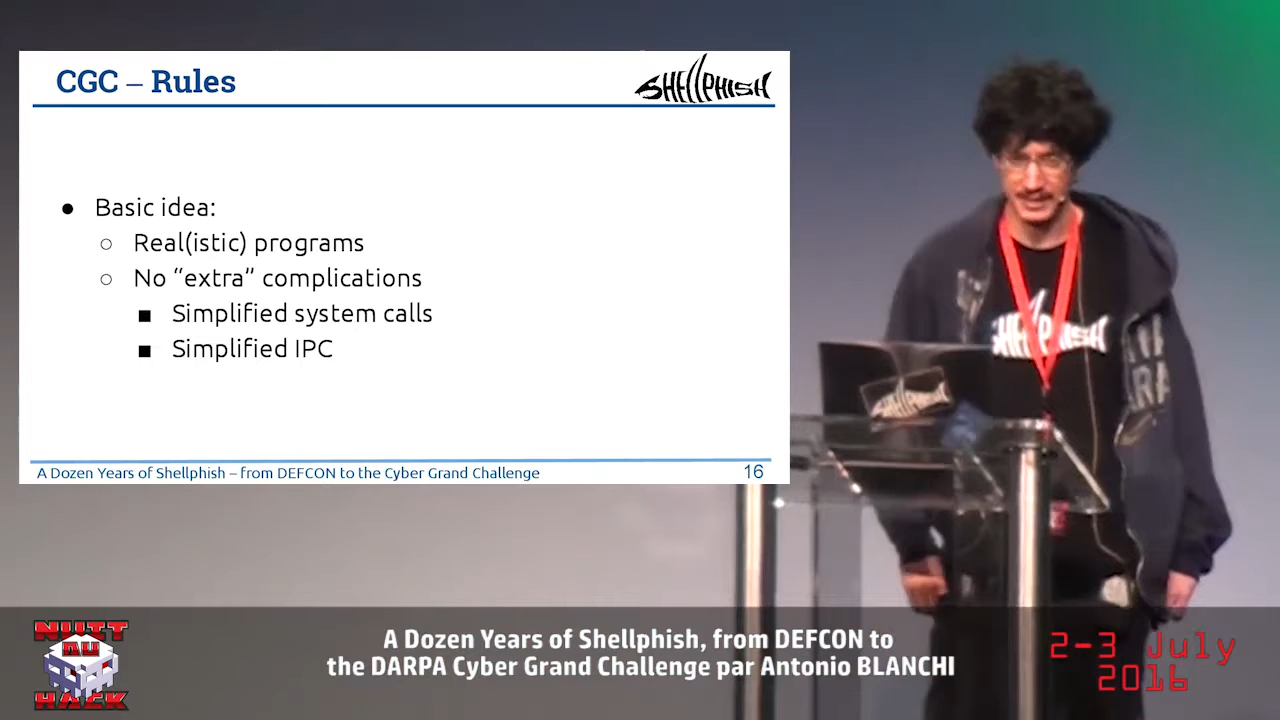 CGC – Rules
SHELLPHISH
● Basic idea:
○ Real(istic) programs
○ No “extra” complications
■ Simplified system calls
■ Simplified IPC
A Dozen Years of Shellphish – from DEFCON to the Cyber Grand Challenge
16
SHELLPHISH
NUIT
DU
HACK
A Dozen Years of Shellphish, from DEFCON to
the DARPA Cyber Grand Challenge par Antonio BLANCHI
2-3 July
2016